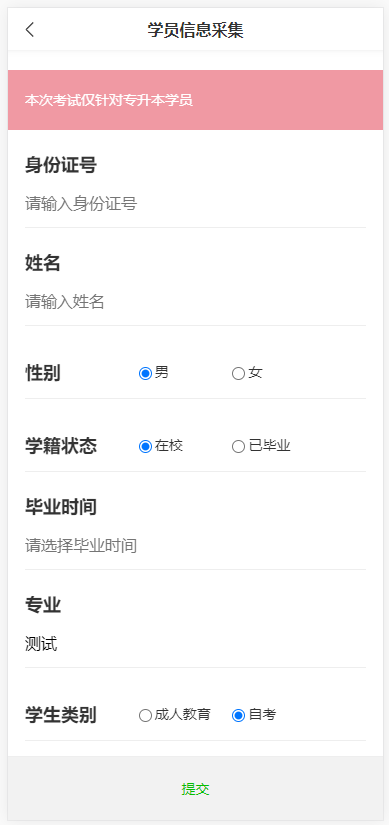 学员信息采集
本次考试仅针对专升本学员
身份证号
请输入身份证号
姓名
请输入姓名
性别 男 女
学籍状态 在校 已毕业
毕业时间
请选择毕业时间
专业
测试
学生类别 成人教育 自考
提交